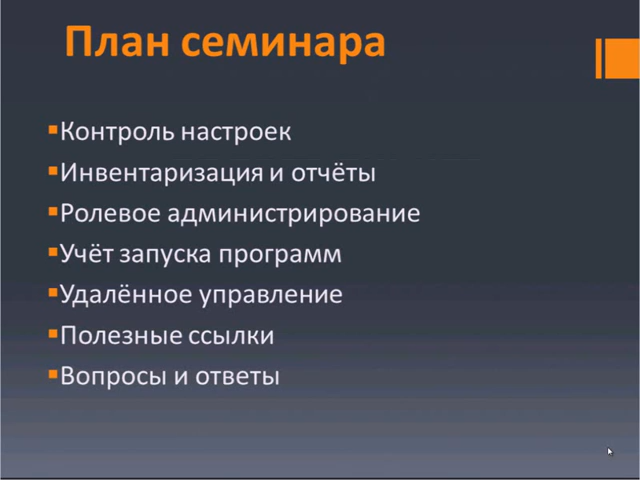 План семинара
Контроль настроек
Инвентаризация и отчёты
Ролевое администрирование
Учёт запуска программ
Удалённое управление
Полезные ссылки
Вопросы и ответы